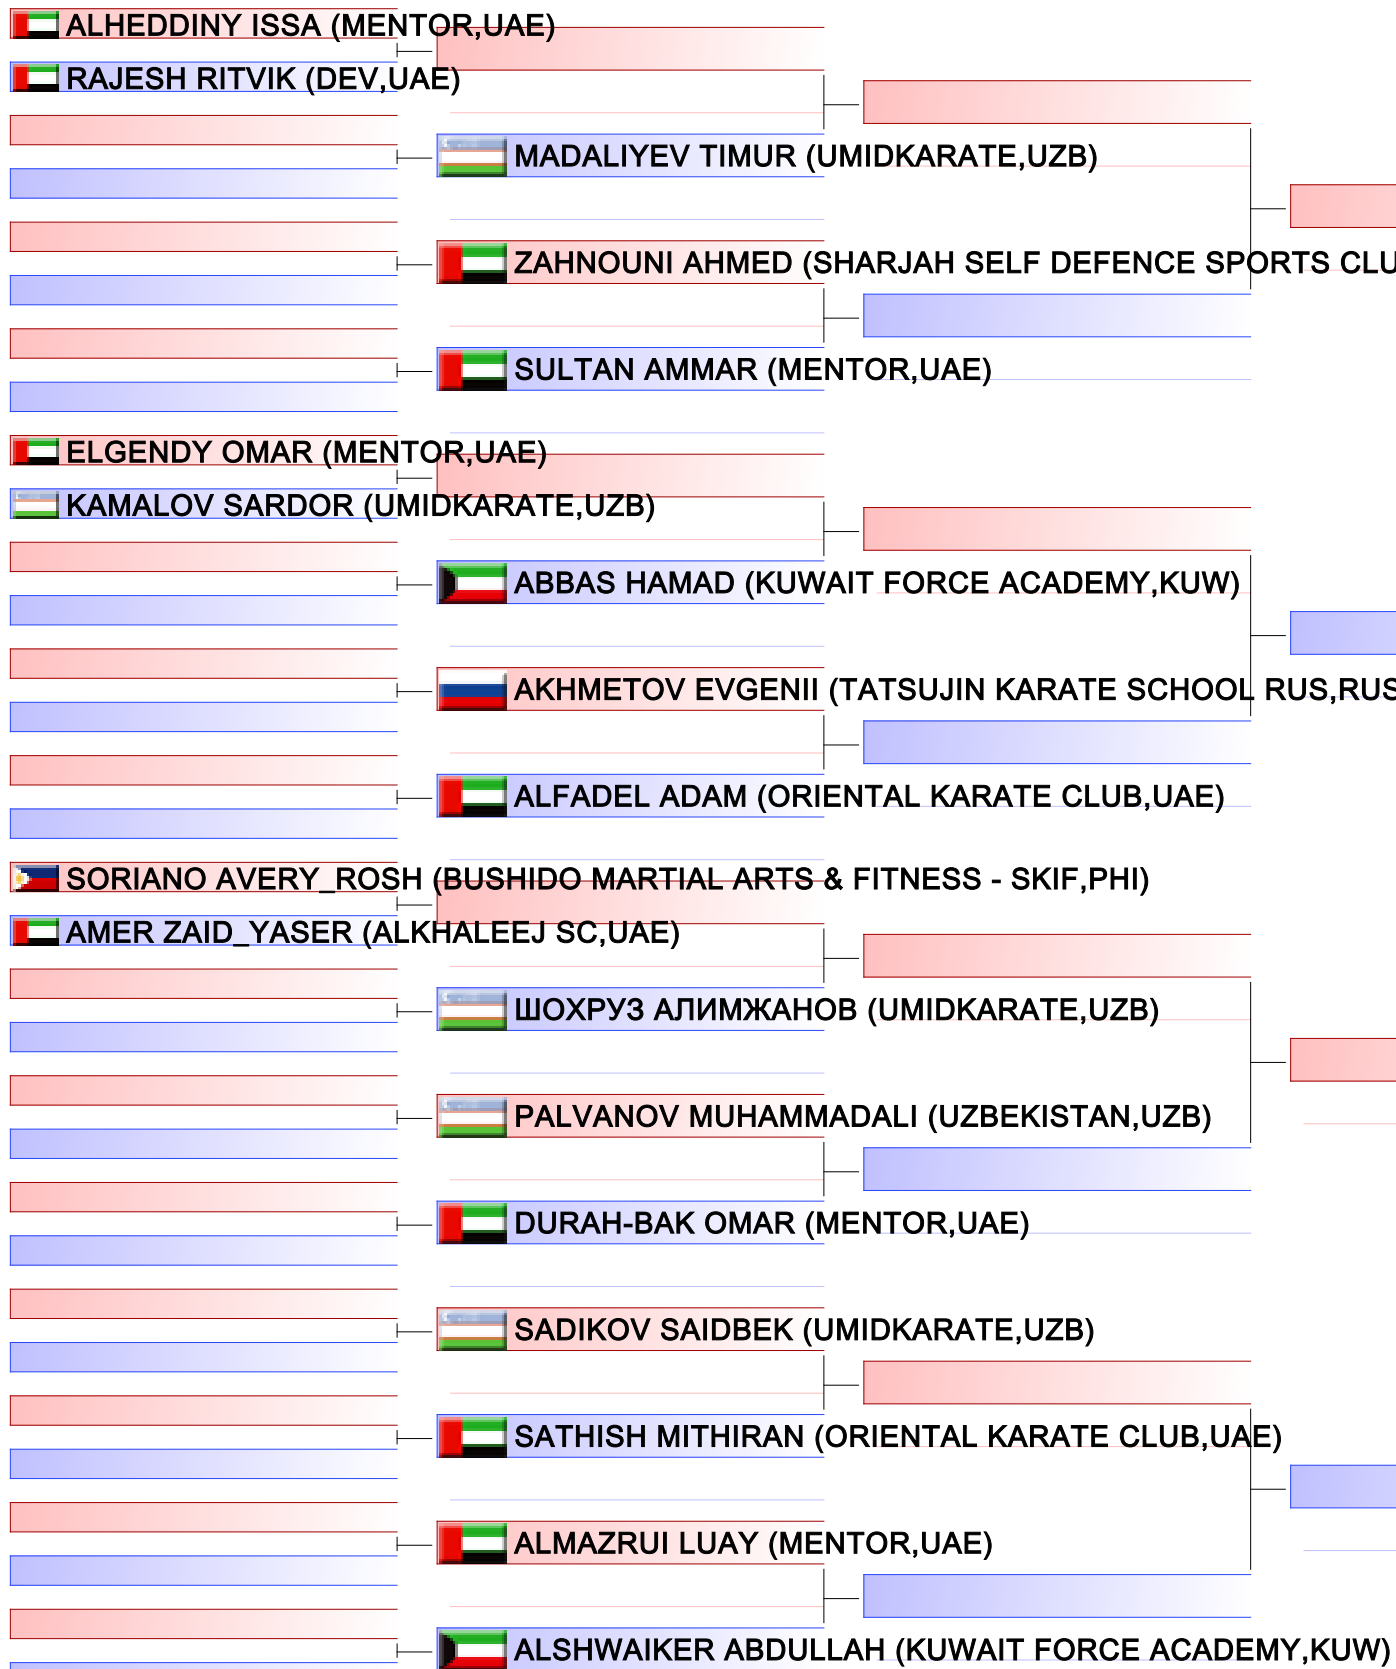 ALHEDDINY ISSA (MENTOR,UAE)
RAJESH RITVIK (DEV,UAE)
MADALIYEV TIMUR (UMIDKARATE,UZB)
ZAHNOUNI AHMED (SHARJAH SELF DEFENCE SPORTS CLU
SULTAN AMMAR (MENTOR,UAE)
ELGENDY OMAR (MENTOR,UAE)
KAMALOV SARDOR (UMIDKARATE,UZB)
ABBAS HAMAD (KUWAIT FORCE ACADEMY,KUW)
AKHMETOV EVGENII (TATSUJIN KARATE SCHOOL RUS,RUS
ALFADEL ADAM (ORIENTAL KARATE CLUB,UAE)
SORIANO AVERY_ROSH (BUSHIDO MARTIAL ARTS & FITNESS - SKIF,PHI)
AMER ZAID_YASER (ALKHALEEJ SC,UAE)
ШОХРУЗ АЛИМЖАНОВ (UMIDKARATE,UZB)
PALVANOV MUHAMMADALI (UZBEKISTAN,UZB)
DURAH-BAK OMAR (MENTOR,UAE)
SADIKOV SAIDBEK (UMIDKARATE,UZB)
SATHISH MITHIRAN (ORIENTAL KARATE CLUB,UAE)
ALMAZRUI LUAY (MENTOR,UAE)
ALSHWAIKER ABDULLAH (KUWAIT FORCE ACADEMY,KUW)